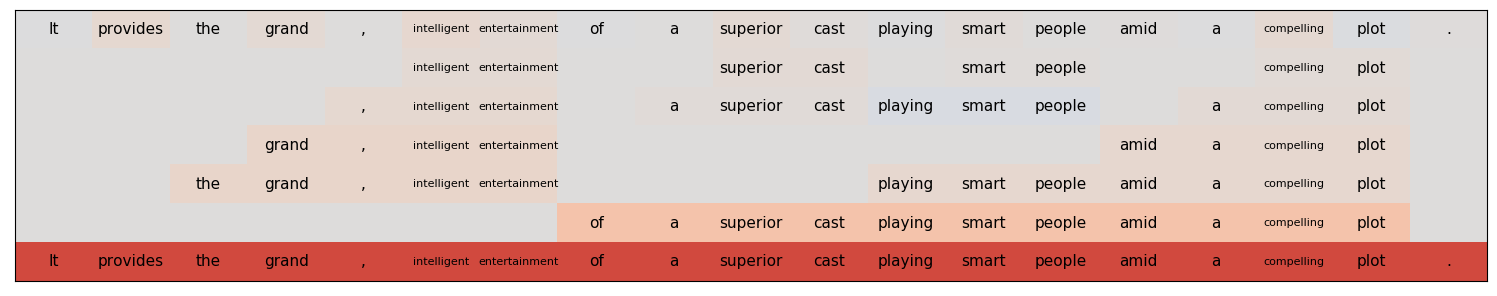 It provides the grand , intelligent entertainment of a superior cast playing smart people amid a compelling plot .
intelligent entertainment superior cast smart people compelling plot
, intelligent entertainment a superior cast playing smart people a compelling plot
grand , intelligent entertainment amid a compelling plot
the grand , intelligent entertainment playing smart people amid a compelling plot
of a superior cast playing smart people amid a compelling plot
It provides the grand , intelligent entertainment of a superior cast playing smart people amid a compelling plot .